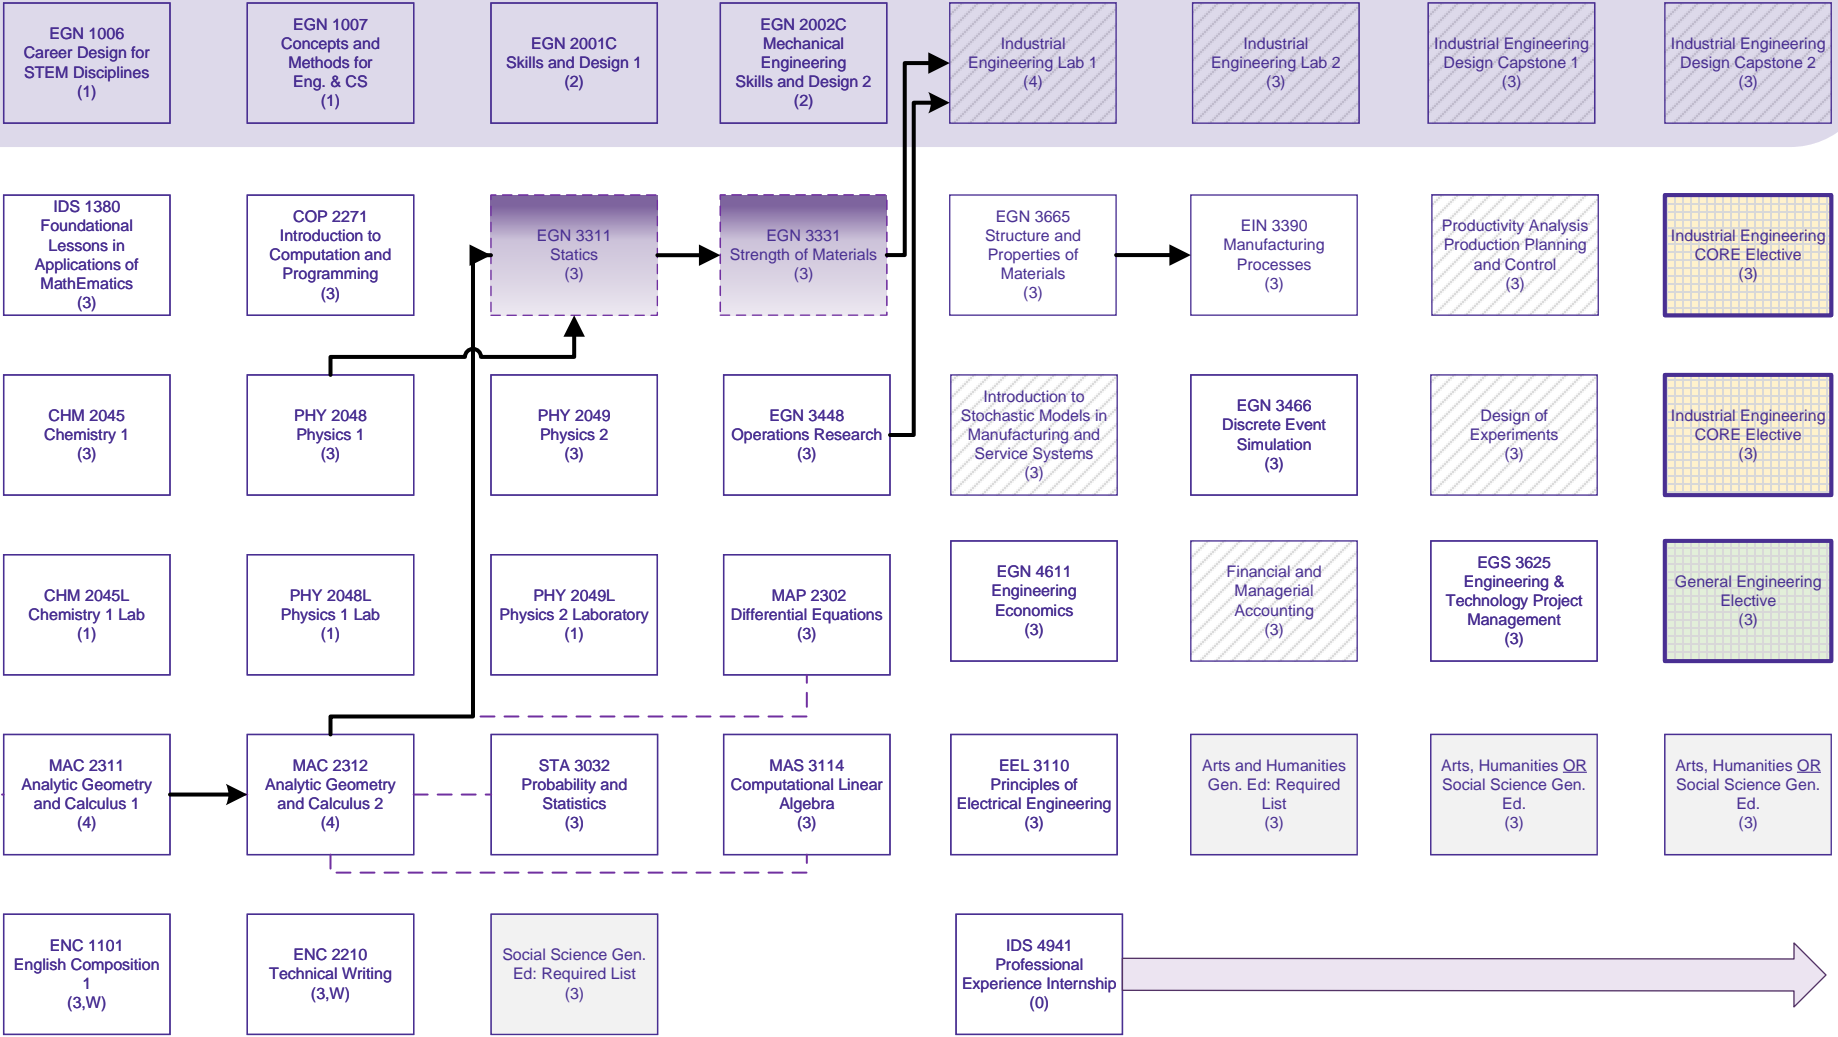 EGN 1006
Career Design for
STEM Disciplines
(1)
EGN 1007
Concepts and
Methods for
Eng. & CS
(1)
EGN 2001C
Skills and Design 1
(2)
EGN 2002C
Mechanical
Engineering
Skills and Design 2
(2)
Industrial
Engineering Lab 1
(4)
Industrial
Engineering Lab 2
(3)
Industrial Engineering
Design Capstone 1
(3)
Industrial Engineering
Design Capstone 2
(3)
IDS 1380
Foundational
Lessons in
Applications of
MathEmatics
(3)
COP 2271
Introduction to
Computation and
Programming
(3)
EGN 3311
Statics
(3)
EGN 3331
Strength of Materials
(3)
EGN 3665
Structure and
Properties of
Materials
(3)
EIN 3390
Manufacturing
Processes
(3)
Productivity Analysis
Production Planning
and Control
(3)
Industrial Engineering
CORE Elective
(3)
CHM 2045
Chemistry 1
(3)
PHY 2048
Physics 1
(3)
PHY 2049
Physics 2
(3)
EGN 3448
Operations Research
(3)
Introduction to
Stochastic Models in
Manufacturing and
Service Systems
(3)
EGN 3466
Discrete Event
Simulation
(3)
Design of
Experiments
(3)
Industrial Engineering
CORE Elective
(3)
CHM 2045L
Chemistry 1 Lab
(1)
PHY 2048L
Physics 1 Lab
(1)
PHY 2049L
Physics 2 Laboratory
(1)
MAP 2302
Differential Equations
(3)
EGN 4611
Engineering
Economics
(3)
Financial and
Managerial
Accounting
(3)
EGS 3625
Engineering &
Technology Project
Management
(3)
General Engineering
Elective
(3)
MAC 2311
Analytic Geometry
and Calculus 1
(4)
MAC 2312
Analytic Geometry
and Calculus 2
(4)
STA 3032
Probability and
Statistics
(3)
MAS 3114
Computational Linear
Algebra
(3)
EEL 3110
Principles of
Electrical Engineering
(3)
Arts and Humanities
Gen. Ed: Required
List
(3)
Arts, Humanities OR
Social Science Gen.
Ed.
(3)
Arts, Humanities OR
Social Science Gen.
Ed.
(3)
ENC 1101
English Composition
1
(3,W)
ENC 2210
Technical Writing
(3,W)
Social Science Gen.
Ed: Required List
(3)
IDS 4941
Professional
Experience Internship
(0)